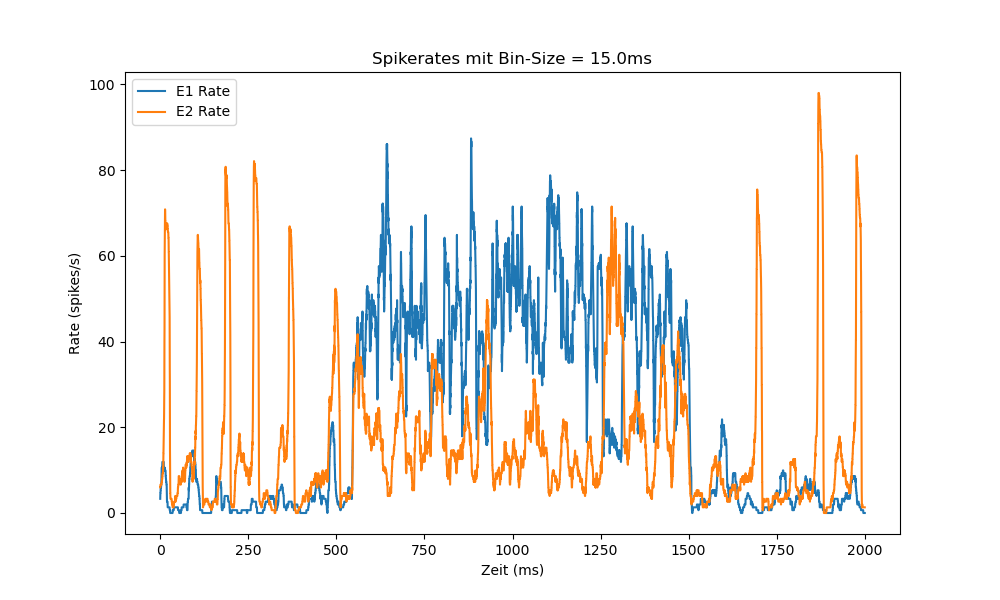 Spikerates mit Bin-Size = 15.0ms
E1 Rate
E2 Rate
100
80
60
40
20
0
Rate (spikes/s)
0 250 500 750 1000 1250 1500 1750 2000
Zeit (ms)